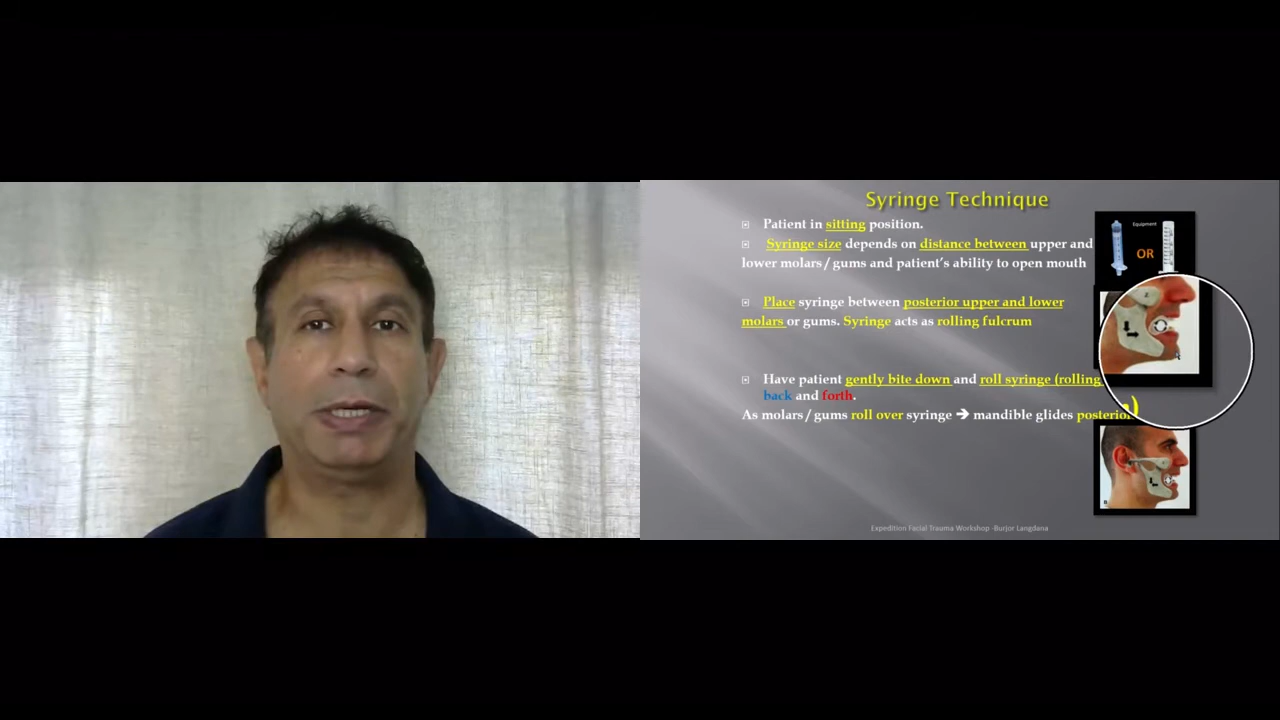 Syringe Technique
Patient in sitting position.
Syringe size depends on distance between upper and
lower molars / gums and patient's ability to open mouth
Place syringe between posterior upper and lower
molars or gums. Syringe acts as rolling fulcrum
Have patient gently bite down and roll syringe (rolling
back and forth.
As molars / gums roll over syringe → mandible glides posterior
Equipment
OR
Expedition Facial Trauma Workshop -Burjor Langdana